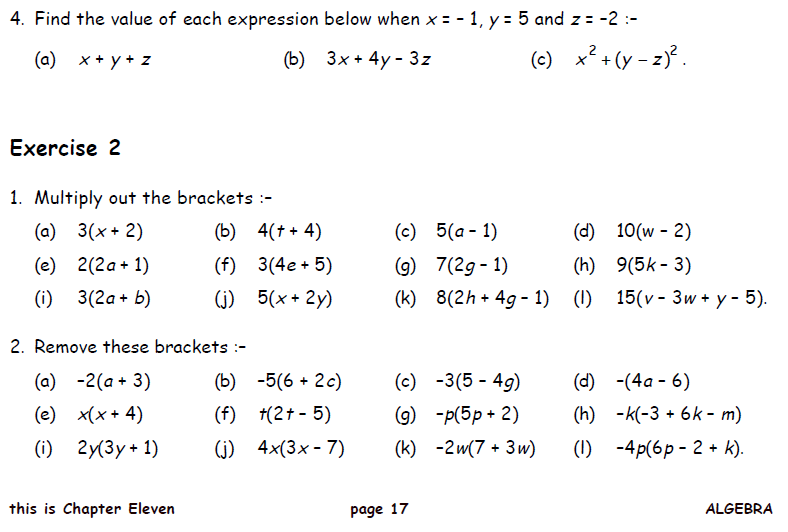 4. Find the value of each expression below when x = - 1, y = 5 and z = -2 :-
(a) x + y + z (b) 3x + 4y - 3z (c) x² + (y - z)² .
Exercise 2
1. Multiply out the brackets :-
(a) 3(x + 2) (b) 4(t + 4) (c) 5(a - 1) (d) 10(w - 2)
(e) 2(2a + 1) (f) 3(4e + 5) (g) 7(2g - 1) (h) 9(5k - 3)
(i) 3(2a + b) (j) 5(x + 2y) (k) 8(2h + 4g - 1) (l) 15(v - 3w + y - 5).
2. Remove these brackets :-
(a) -2(a + 3) (b) -5(6 + 2c) (c) -3(5 - 4g) (d) -(4a - 6)
(e) x(x + 4) (f) t(2t - 5) (g) -p(5p + 2) (h) -k(-3 + 6k - m)
(i) 2y(3y + 1) (j) 4x(3x - 7) (k) -2w(7 + 3w) (l) -4p(6p - 2 + k).
this is Chapter Eleven page 17 ALGEBRA